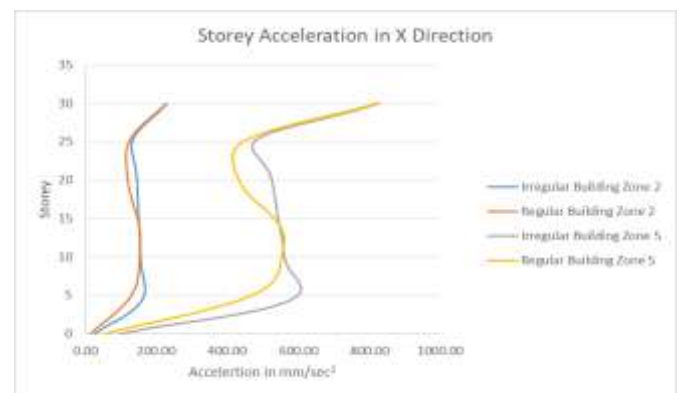 Storey Acceleration in X Direction
35
30
25
20
15
10
5
0
Storey
0.00 200.00 400.00 600.00 800.00 1000.00
Accelertion in mm/sec²
Irregular Building Zone 2
Regular Building Zone 2
Irregular Building Zone 5
Regular Building Zone 5